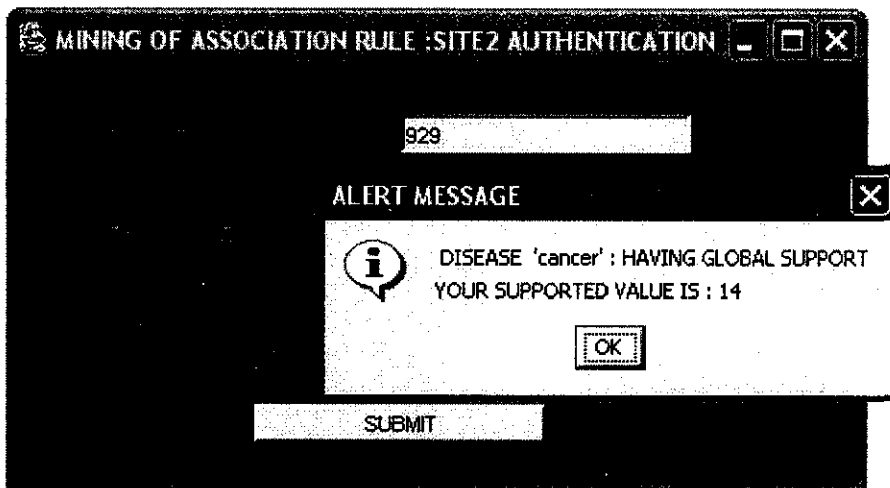 MINING OF ASSOCIATION RULE :SITE2 AUTHENTICATION
929
ALERT MESSAGE
DISEASE 'cancer' : HAVING GLOBAL SUPPORT
YOUR SUPPORTED VALUE IS : 14
OK
SUBMIT